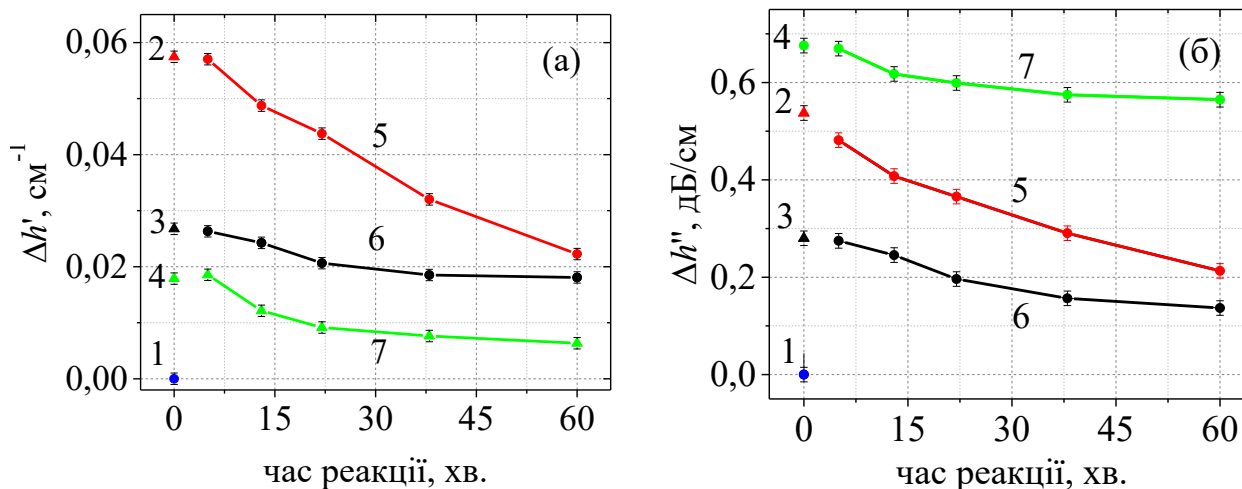 (а)
0,06
0,04
0,02
0,00
Δh', см⁻¹
2
3
4
1
5
6
7
0 15 30 45 60
час реакції, хв.
(б)
0,6
0,4
0,2
0,0
Δh'', дБ/см
4
2
3
1
7
5
6
0 15 30 45 60
час реакції, хв.